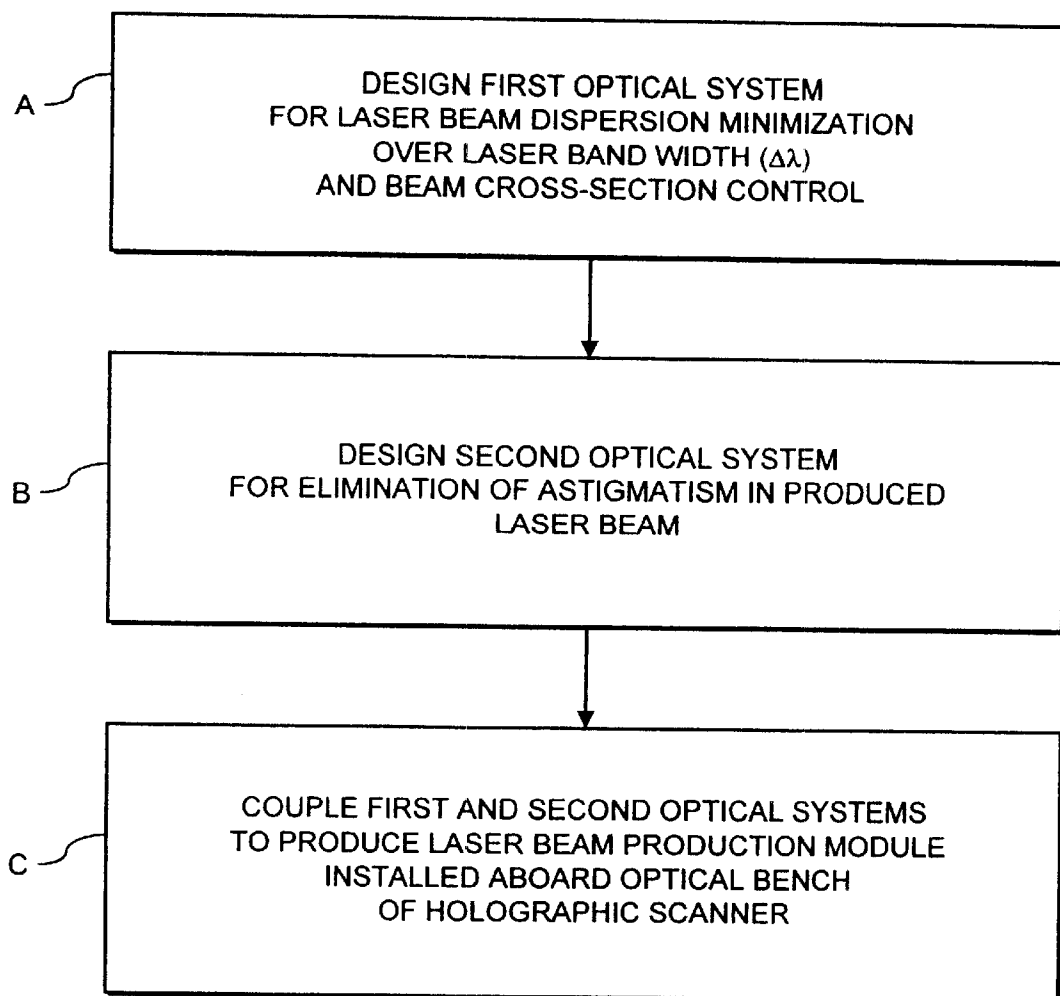 A
DESIGN FIRST OPTICAL SYSTEM
FOR LASER BEAM DISPERSION MINIMIZATION
OVER LASER BAND WIDTH (Δλ)
AND BEAM CROSS-SECTION CONTROL
B
DESIGN SECOND OPTICAL SYSTEM
FOR ELIMINATION OF ASTIGMATISM IN PRODUCED
LASER BEAM
C
COUPLE FIRST AND SECOND OPTICAL SYSTEMS
TO PRODUCE LASER BEAM PRODUCTION MODULE
INSTALLED ABOARD OPTICAL BENCH
OF HOLOGRAPHIC SCANNER